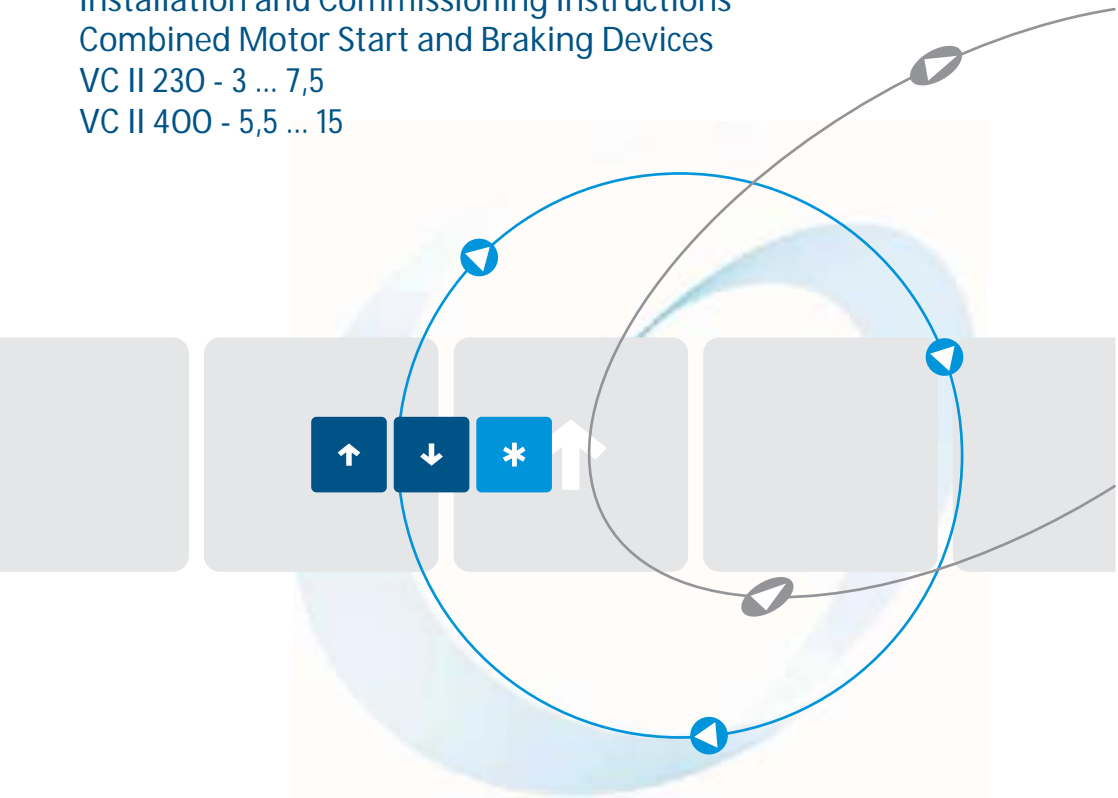 Installation and Commissioning Instructions
Combined Motor Start and Braking Devices
VC II 230 - 3 ... 7,5
VC II 400 - 5,5 ... 15